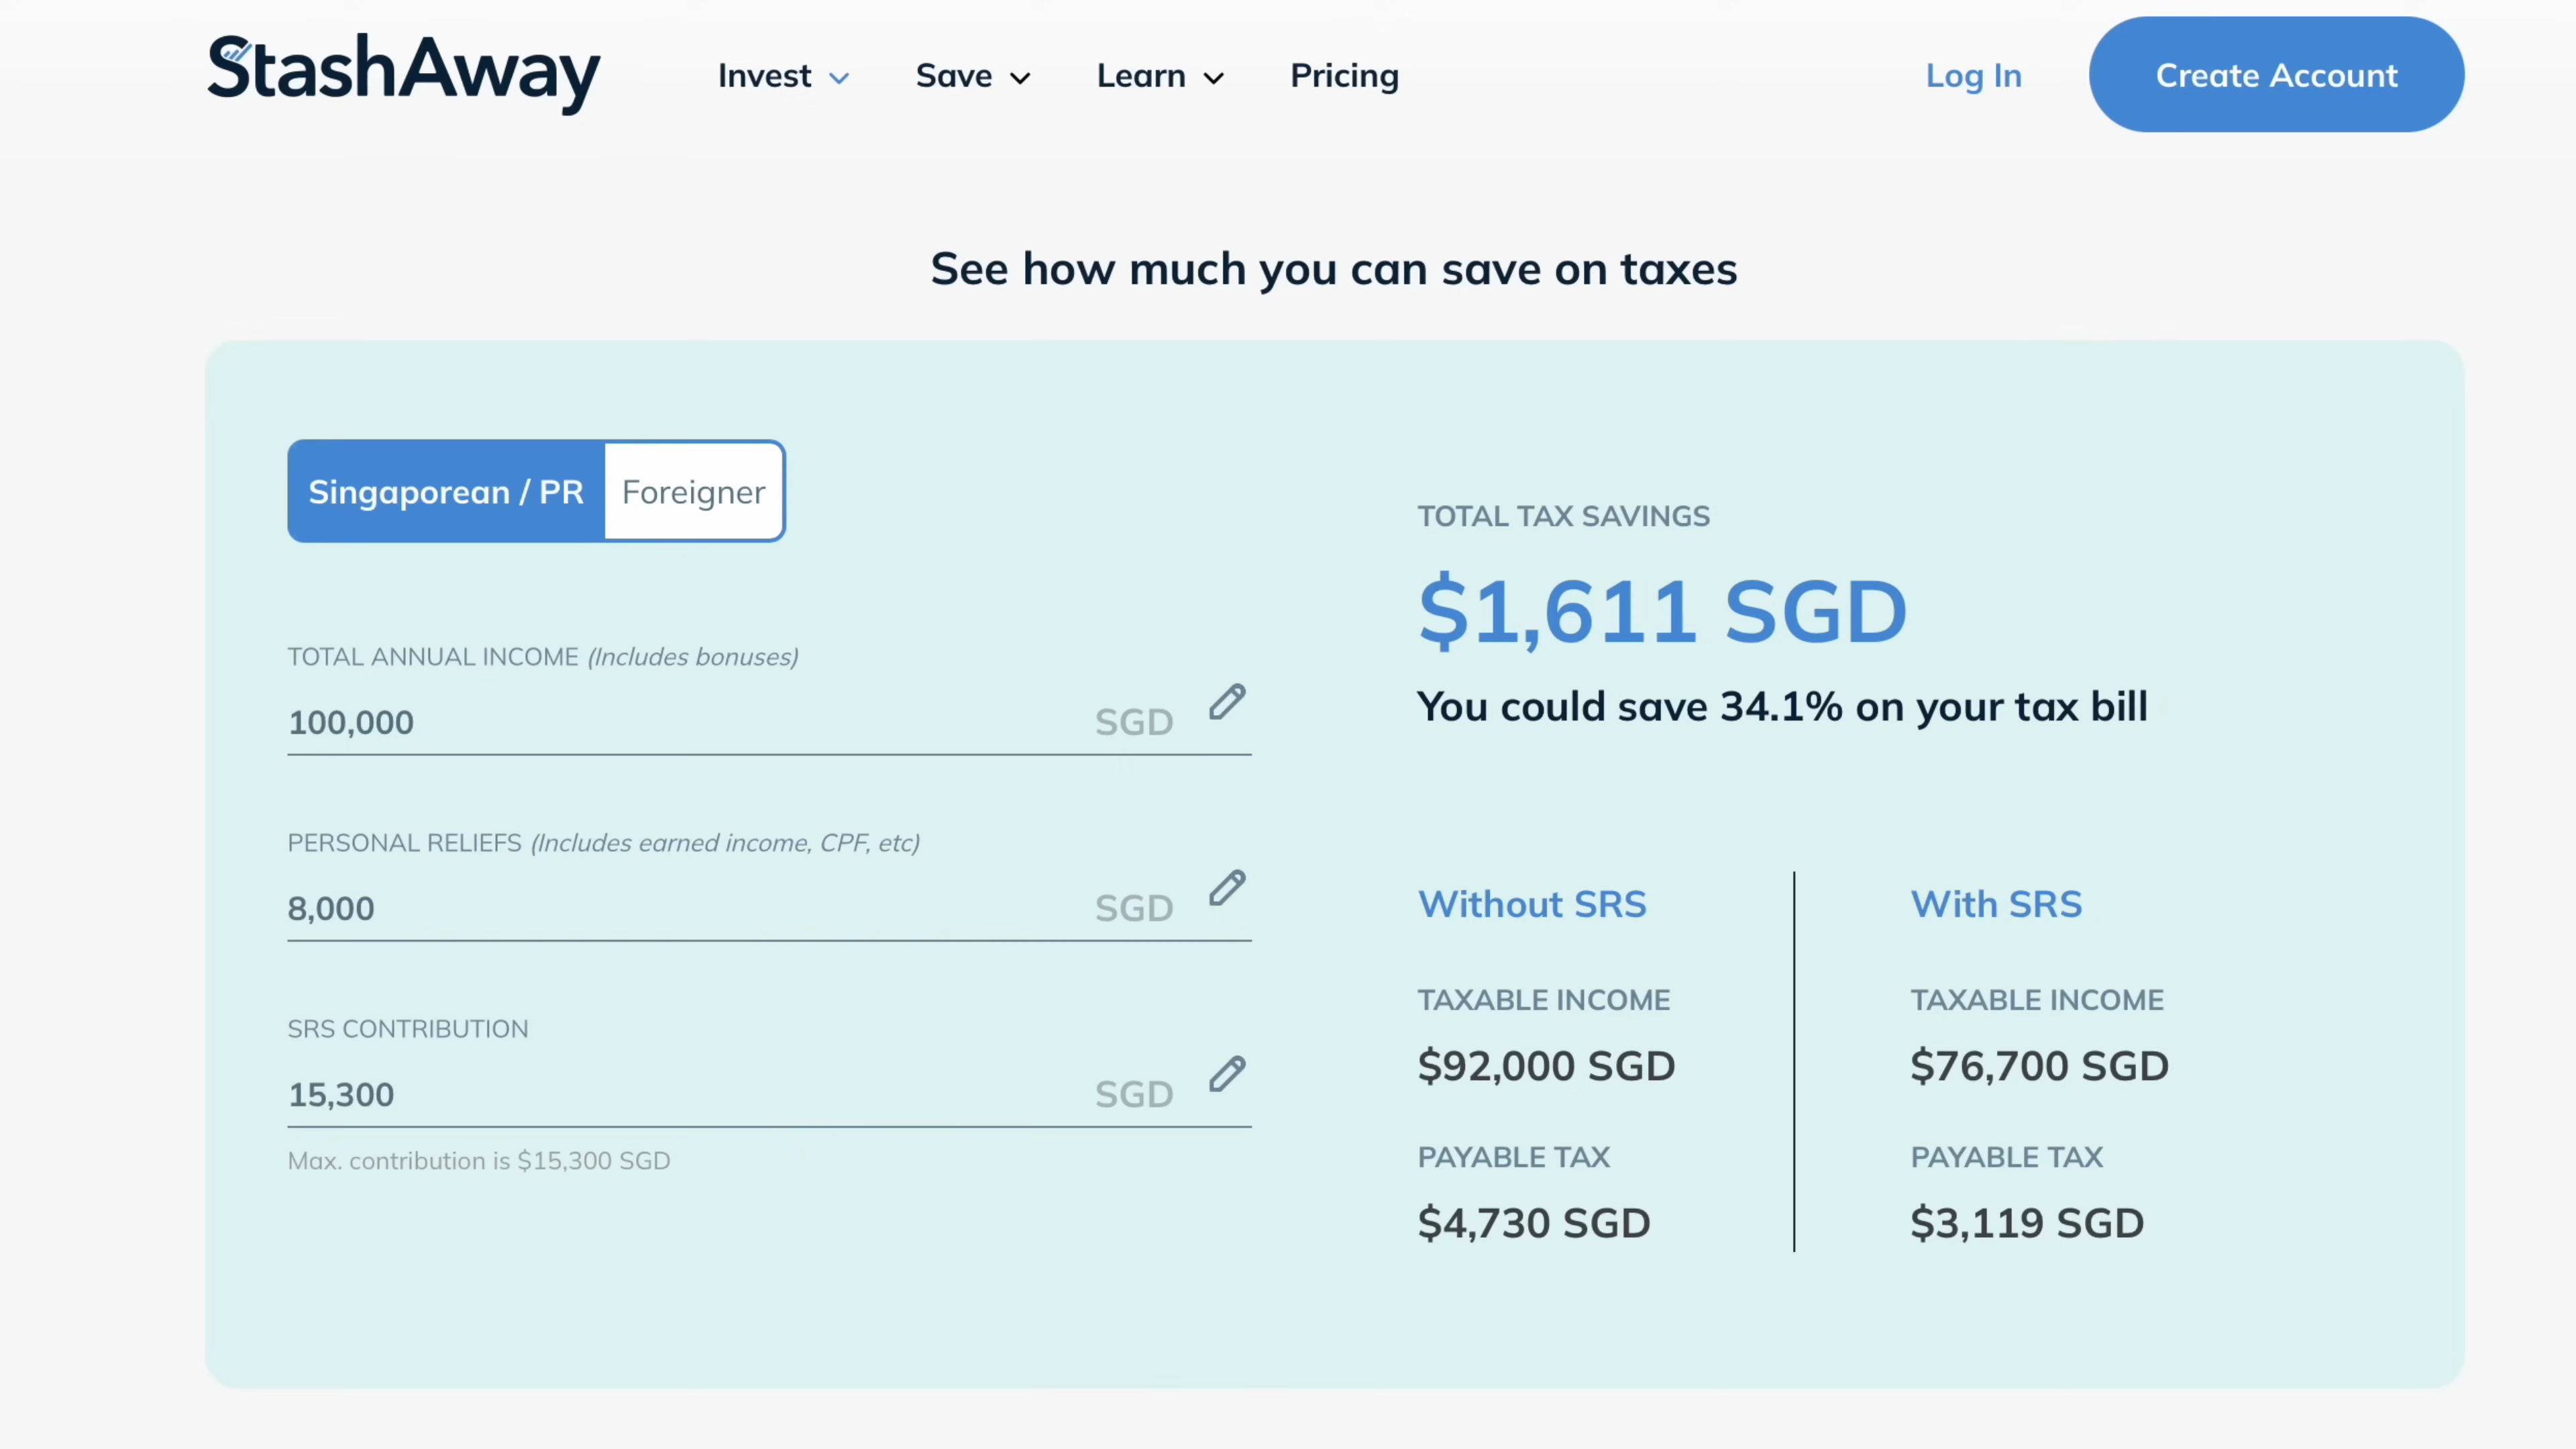 StashAway
Invest
Save
Learn
Pricing
Log In
Create Account
See how much you can save on taxes
Singaporean / PR
Foreigner
TOTAL ANNUAL INCOME (Includes bonuses)
100,000 SGD
PERSONAL RELIEFS (Includes earned income, CPF, etc)
8,000 SGD
SRS CONTRIBUTION
15,300 SGD
Max. contribution is $15,300 SGD
TOTAL TAX SAVINGS
$1,611 SGD
You could save 34.1% on your tax bill
Without SRS
TAXABLE INCOME
$92,000 SGD
PAYABLE TAX
$4,730 SGD
With SRS
TAXABLE INCOME
$76,700 SGD
PAYABLE TAX
$3,119 SGD